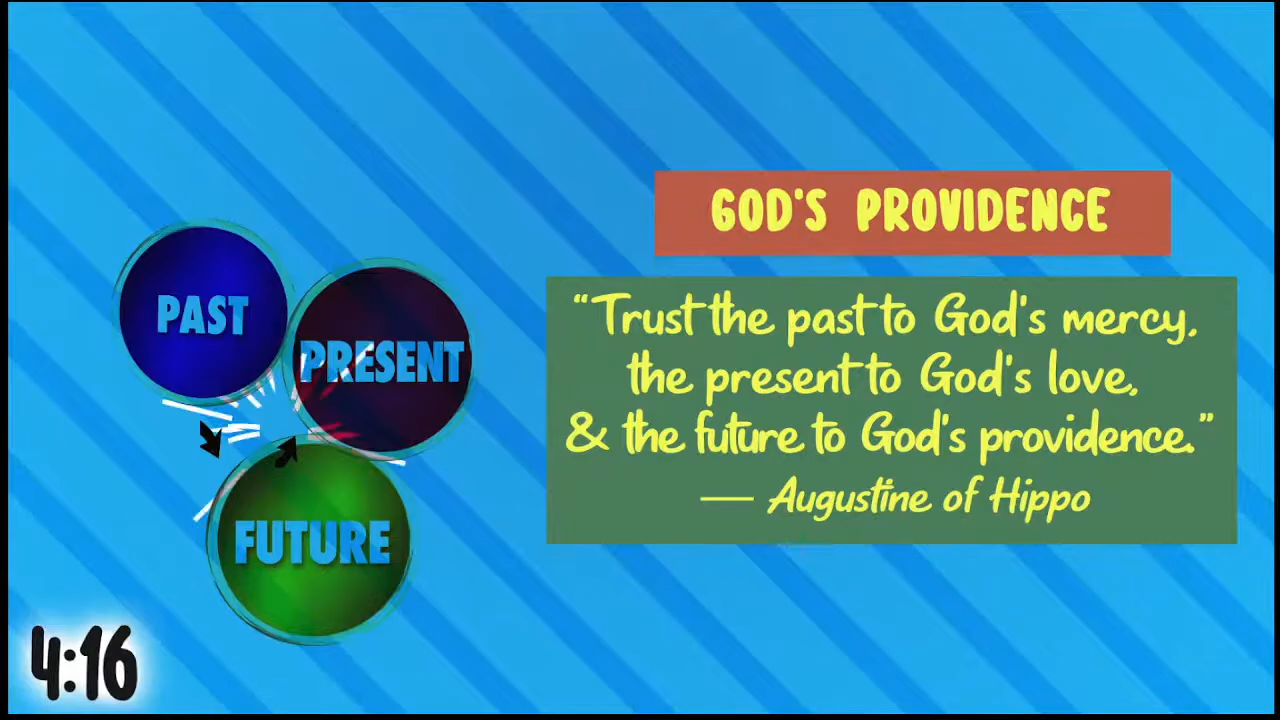 PAST
PRESENT
FUTURE
GOD'S PROVIDENCE
“Trust the past to God's mercy,
the present to God's love,
& the future to God's providence.”
— Augustine of Hippo
4:16